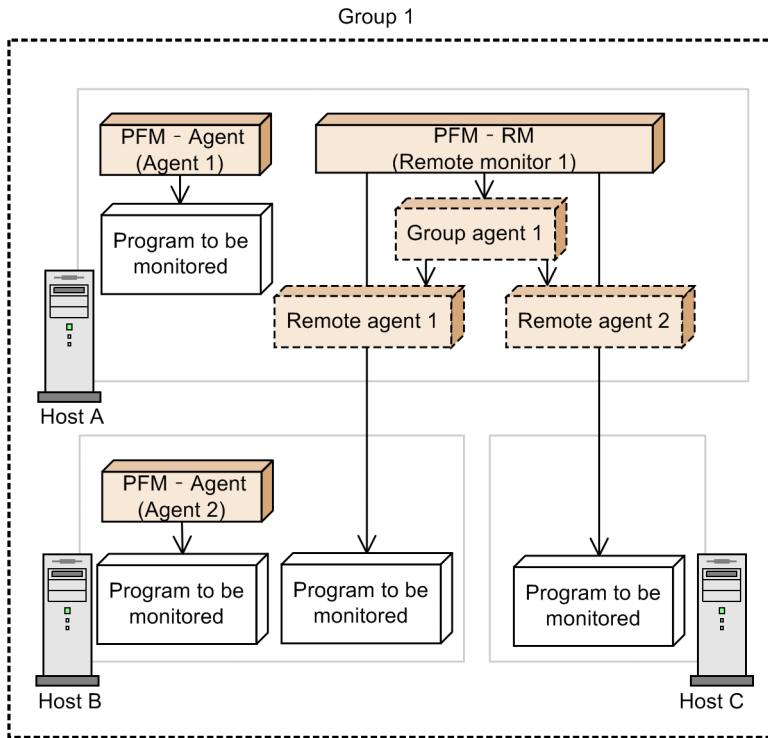 Group 1
PFM - Agent
(Agent 1)
PFM - RM
(Remote monitor 1)
Program to be
monitored
Group agent 1
Remote agent 1
Remote agent 2
Host A
PFM - Agent
(Agent 2)
Program to be
monitored
Program to be
monitored
Program to be
monitored
Host B
Host C